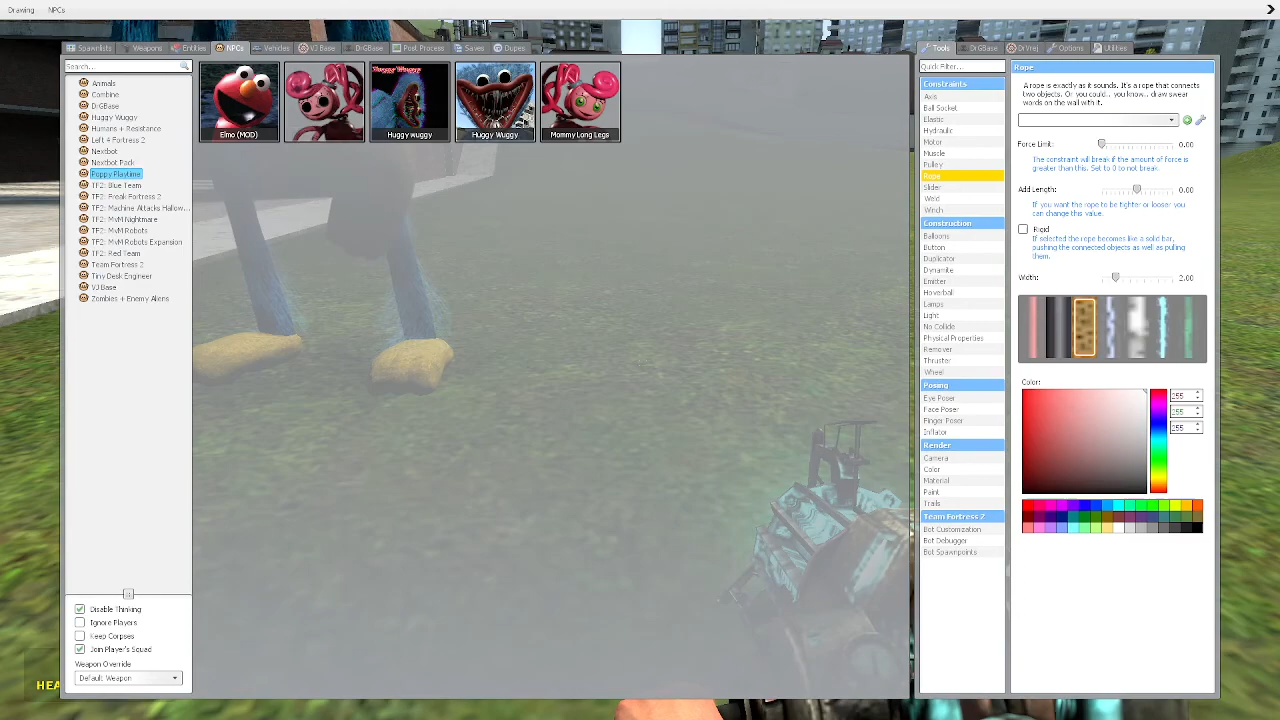 Drawing NPCs
Spawnlists Weapons Entities NPCs Vehicles VJ Base DrGBase Post Process Saves Dupes
Search...
Animals
Combine
DrGBase
Huggy Wuggy
Humans + Resistance
Left 4 Fortress 2
Nextbot
Nextbot Pack
Poppy Playtime
TF2: Blue Team
TF2: Freak Fortress 2
TF2: Machine Attacks Hallow...
TF2: MvM Nightmare
TF2: MvM Robots
TF2: MvM Robots Expansion
TF2: Red Team
Team Fortress 2
Tiny Desk Engineer
VJ Base
Zombies + Enemy Aliens
Disable Thinking
Ignore Players
Keep Corpses
Join Player's Squad
Weapon Override
Default Weapon
HEA
Elmo (MOD)
Huggy Wuggy
Huggy wuggy
Huggy Wuggy
Mommy Long Legs
Tools DrGBase DrVrej Options Utilities
Quick Filter...
Constraints
Axis
Ball Socket
Elastic
Hydraulic
Motor
Muscle
Pulley
Rope
Slider
Weld
Winch
Construction
Balloons
Button
Duplicator
Dynamite
Emitter
Hoverball
Lamps
Light
No Collide
Physical Properties
Remover
Thruster
Wheel
Posing
Eye Poser
Face Poser
Finger Poser
Inflator
Render
Camera
Color
Material
Paint
Trails
Team Fortress 2
Bot Customization
Bot Debugger
Bot Spawnpoints
Rope
A rope is exactly as it sounds. It's a rope that connects
two objects. Or you could.. you know.. draw swear
words on the wall with it.
Force Limit: 0.00
The constraint will break if the amount of force is
greater than this. Set to 0 to not break.
Add Length: 0.00
If you want the rope to be tighter or looser you
can change this value.
Rigid
If selected the rope becomes like a solid bar,
pushing the connected objects as well as pulling
them.
Width: 2.00
Color:
255
255
255